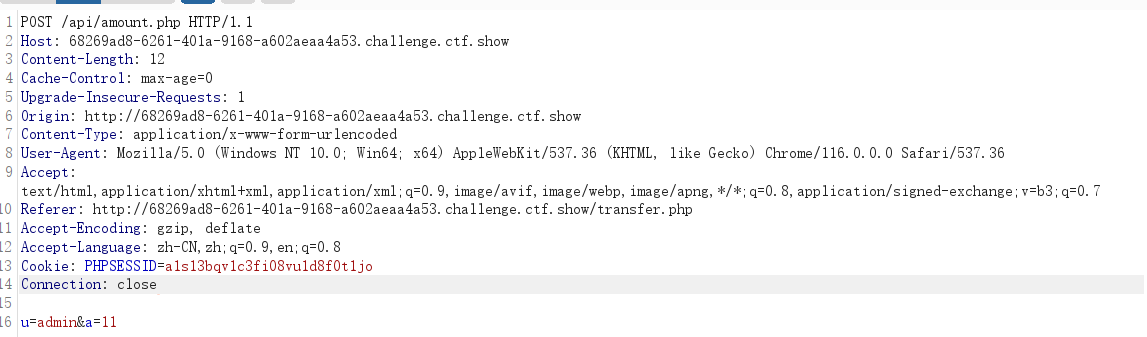 1 POST /api/amount.php HTTP/1.1
2 Host: 68269ad8-6261-401a-9168-a602aeaa4a53.challenge.ctf.show
3 Content-Length: 12
4 Cache-Control: max-age=0
5 Upgrade-Insecure-Requests: 1
6 Origin: http://68269ad8-6261-401a-9168-a602aeaa4a53.challenge.ctf.show
7 Content-Type: application/x-www-form-urlencoded
8 User-Agent: Mozilla/5.0 (Windows NT 10.0; Win64; x64) AppleWebKit/537.36 (KHTML, like Gecko) Chrome/116.0.0.0 Safari/537.36
9 Accept:
text/html,application/xhtml+xml,application/xml;q=0.9,image/avif,image/webp,image/apng,*/*;q=0.8,application/signed-exchange;v=b3;q=0.7
10 Referer: http://68269ad8-6261-401a-9168-a602aeaa4a53.challenge.ctf.show/transfer.php
11 Accept-Encoding: gzip, deflate
12 Accept-Language: zh-CN,zh;q=0.9,en;q=0.8
13 Cookie: PHPSESSID=a1s13bqv1c3fi08vu1d8f0t1jo
14 Connection: close
15
16 u=admin&a=11